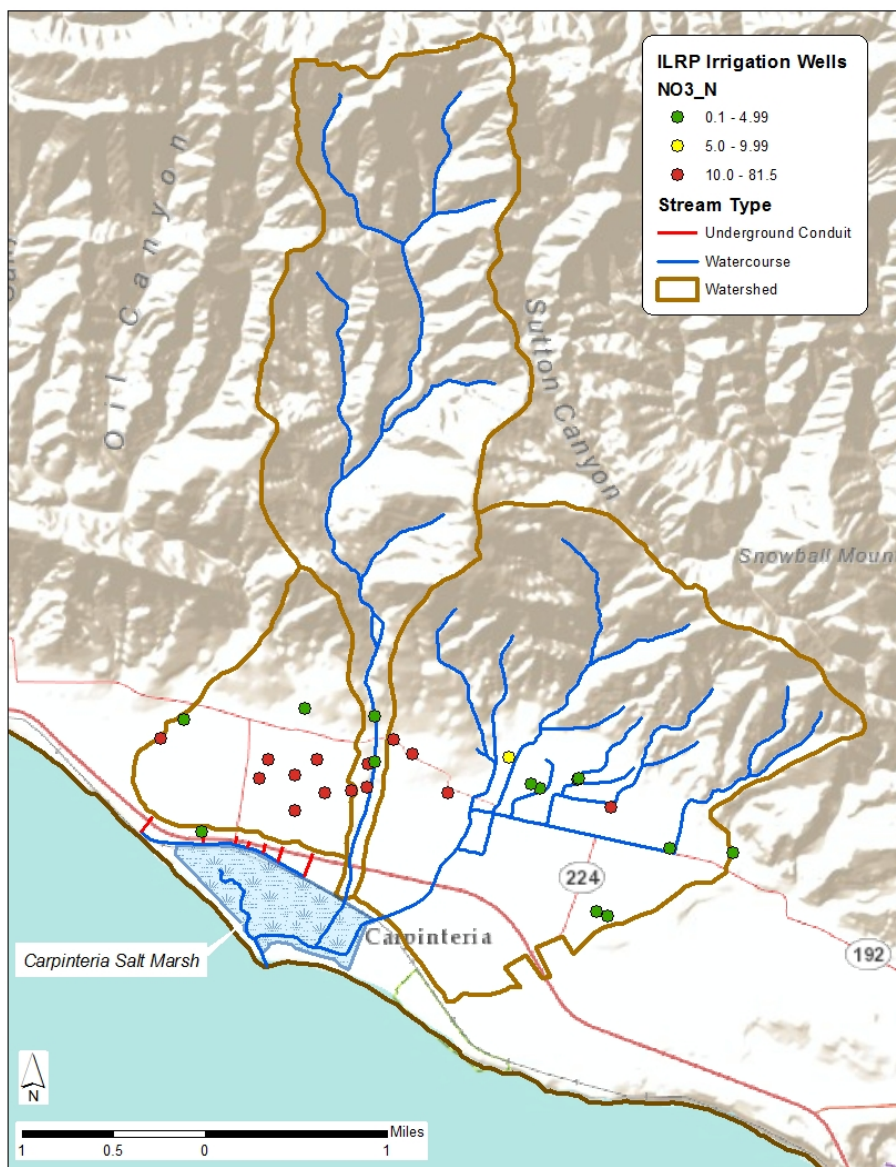 ILRP Irrigation Wells
NO3_N
0.1 - 4.99
5.0 - 9.99
10.0 - 81.5
Stream Type
Underground Conduit
Watercourse
Watershed
Oil Canyon
Sutton Canyon
Snowball Moun
224
Carpinteria
192
Carpinteria Salt Marsh
N
Miles
1 0.5 0 1